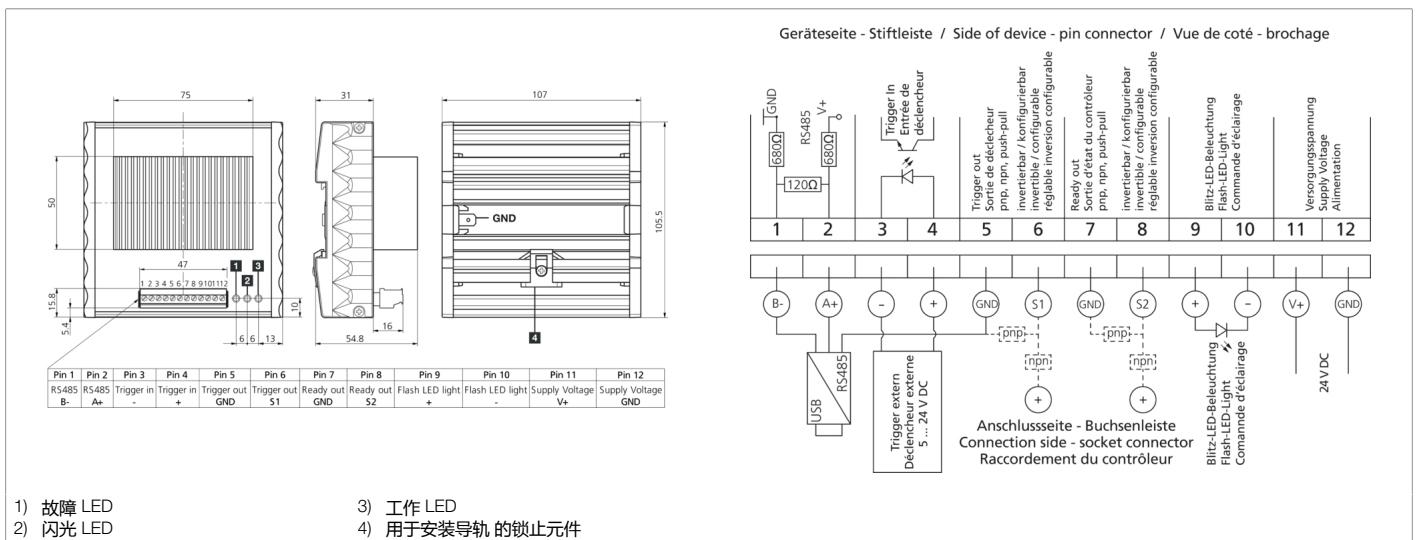 Geräteseite - Stiftleiste / Side of device - pin connector / Vue de coté - brochage
75
31
107
50
105.5
GND
47
1
3
2
1 2 3 4 5 6 7 8 9 10 11 12
15.8
5.4
10
6
6
13
16
54.8
4
Pin 1 Pin 2 Pin 3 Pin 4 Pin 5 Pin 6 Pin 7 Pin 8 Pin 9 Pin 10 Pin 11 Pin 12
RS485 RS485 Trigger in Trigger in Trigger out Trigger out Ready out Ready out Flash LED light Flash LED light Supply Voltage Supply Voltage
B- A+ - + GND S1 GND S2 + - V+ GND
GND
680Ω
RS485
V+
680Ω
120Ω
Trigger In
Entrée de
déclencheur
Trigger out
Sortie de déclecheur
pnp, npn, push-pull
invertierbar / konfigurierbar
invertible / configurable
réglable inversion configurable
Ready out
Sortie d'état du contrôleur
pnp, npn, push-pull
invertierbar / konfigurierbar
invertible / configurable
réglable inversion configurable
Blitz-LED-Beleuchtung
Flash-LED-Light
Commande d'éclairage
Versorgungsspannung
Supply Voltage
Alimentation
1 2 3 4 5 6 7 8 9 10 11 12
B- A+ - + GND S1 GND S2 + - V+ GND
pnp
npn
+
pnp
npn
+
USB
RS485
Trigger extern
Déclencheur externe
5 ... 24 V DC
Blitz-LED-Beleuchtung
Flash-LED-Light
Comannde d'éclairage
24 V DC
Anschlussseite - Buchsenleiste
Connection side - socket connector
Raccordement du contrôleur
1) 故障 LED
2) 闪光 LED
3) 工作 LED
4) 用于安装导轨 的锁止元件